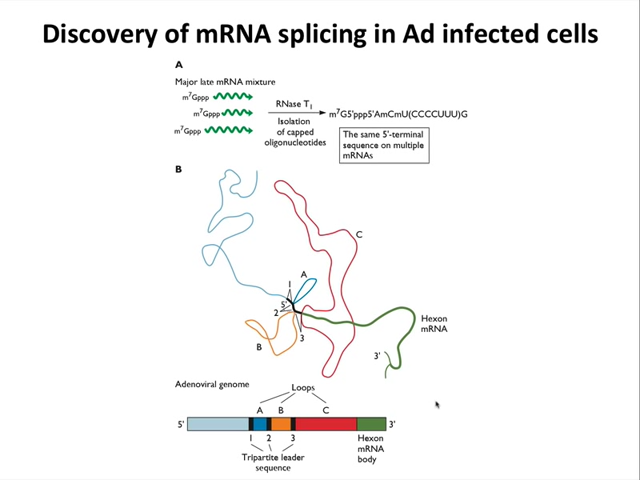 Discovery of mRNA splicing in Ad infected cells
A
Major late mRNA mixture
m⁷Gppp
m⁷Gppp
m⁷Gppp
RNase T₁
Isolation
of capped
oligonucleotides
m⁷G5'ppp5'AmCmU(CCCCUUU)G
The same 5'-terminal
sequence on multiple
mRNAs
B
C
A
1
5'
2
3
B
Hexon
mRNA
3'
Adenoviral genome
Loops
A B C
5' 3'
1 2 3
Tripartite leader
sequence
Hexon
mRNA
body